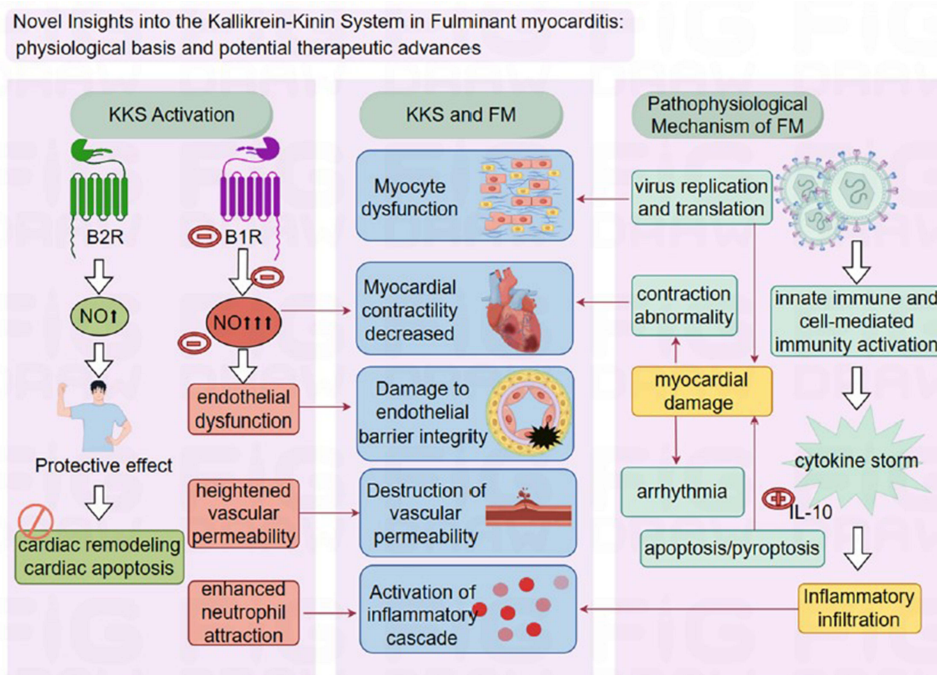 Novel Insights into the Kallikrein-Kinin System in Fulminant myocarditis:
physiological basis and potential therapeutic advances
KKS Activation
B2R
B1R
NO↑
NO↑↑↑
Protective effect
cardiac remodeling
cardiac apoptosis
endothelial
dysfunction
heightened
vascular
permeability
enhanced
neutrophil
attraction
KKS and FM
Myocyte
dysfunction
Myocardial
contractility
decreased
Damage to
endothelial
barrier integrity
Destruction of
vascular
permeability
Activation of
inflammatory
cascade
Pathophysiological
Mechanism of FM
virus replication
and translation
contraction
abnormality
myocardial
damage
arrhythmia
apoptosis/pyroptosis
innate immune and
cell-mediated
immunity activation
cytokine storm
IL-10
Inflammatory
infiltration